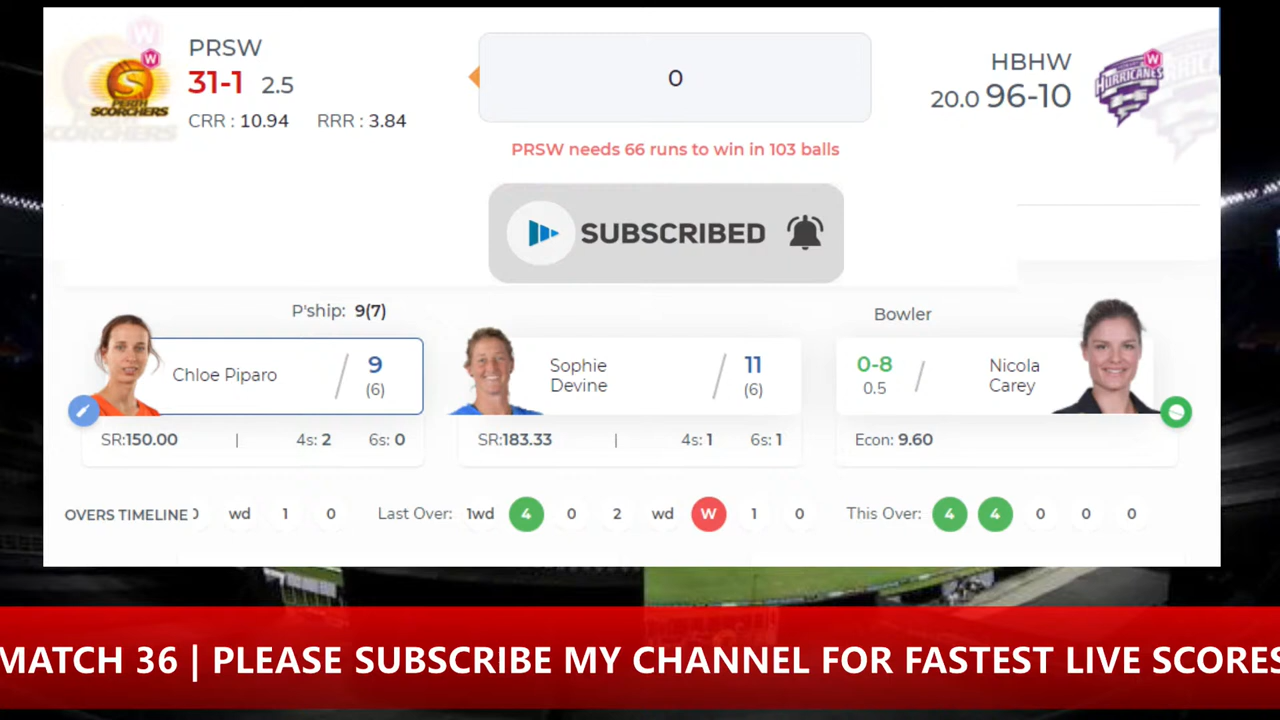 PRSW
31-1 2.5
CRR : 10.94 RRR : 3.84
W
PERTH
SCORCHERS
0
PRSW needs 66 runs to win in 103 balls
HBHW
20.0 96-10
W
HURRICANES
SUBSCRIBED
P'ship: 9(7)
Bowler
Chloe Piparo / 9
(6)
SR:150.00 | 4s: 2 6s: 0
Sophie
Devine / 11
(6)
SR:183.33 | 4s: 1 6s: 1
0-8
0.5 / Nicola
Carey
Econ: 9.60
OVERS TIMELINE wd 1 0 Last Over: 1wd 4 0 2 wd W 1 0 This Over: 4 4 0 0 0
MATCH 36 | PLEASE SUBSCRIBE MY CHANNEL FOR FASTEST LIVE SCORES